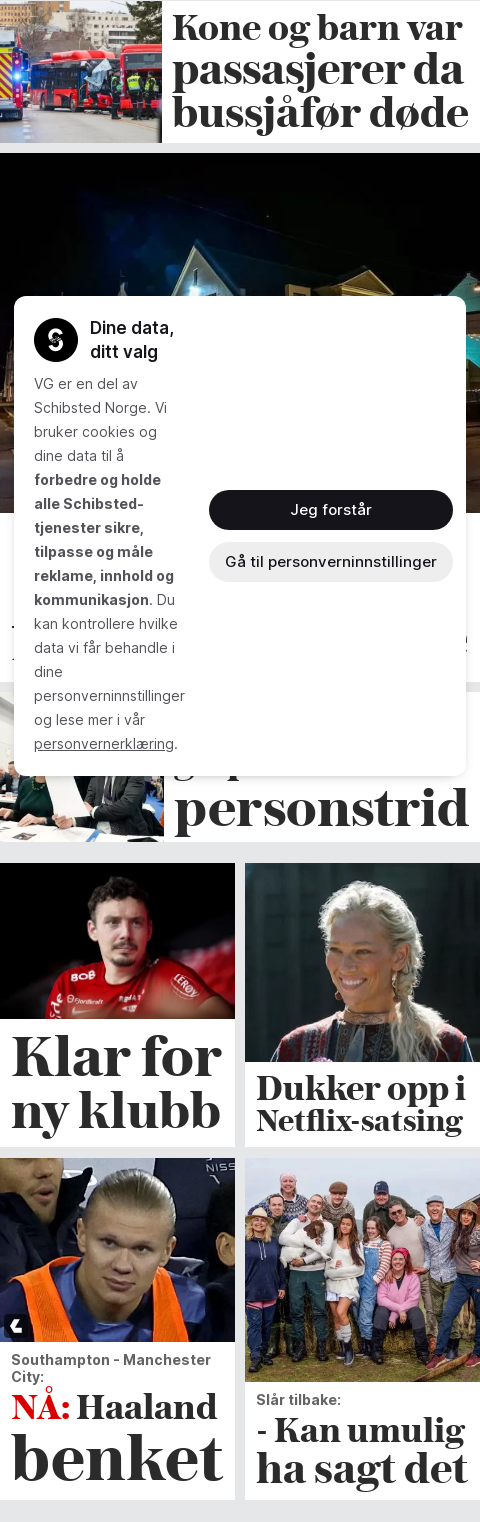 Kone og barn var
passasjerer da
bussjåfør døde
Dine data,
ditt valg
VG er en del av
Schibsted Norge. Vi
bruker cookies og
dine data til å
forbedre og holde
alle Schibsted-
tjenester sikre,
tilpasse og måle
reklame, innhold og
kommunikasjon. Du
kan kontrollere hvilke
data vi får behandle i
dine
personverninnstillinger
og lese mer i vår
personvernerklæring.
Jeg forstår
Gå til personverninnstillinger
personstrid
BOB
Fjordkraft
LERØY
Klar for
ny klubb
Dukker opp i
Netflix-satsing
NISS
Southampton - Manchester
City:
NÅ: Haaland
benket
Slår tilbake:
- Kan umulig
ha sagt det